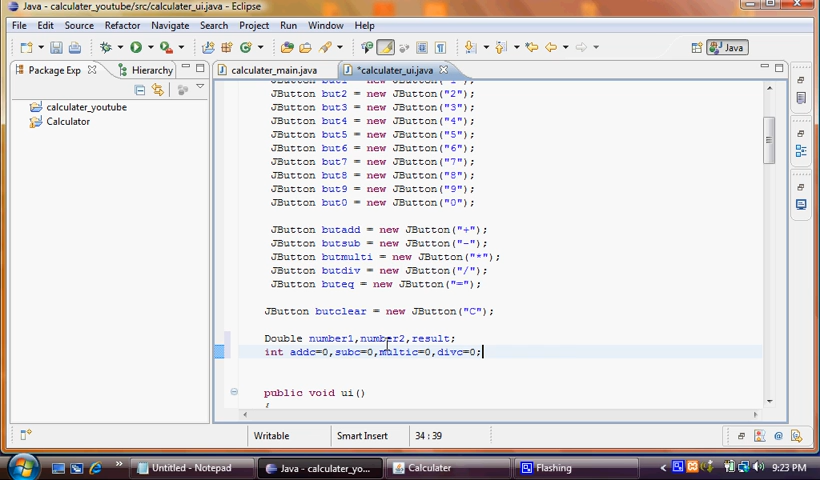 Java - calculater_youtube/src/calculater_ui.java - Eclipse
File Edit Refactor Source Navigate Search Project Run Window Help
Java
Package Exp Hierarchy calculater_main.java *calculater_ui.java
calculater_youtube
Calculator
JButton but2 = new JButton("2");
JButton but3 = new JButton("3");
JButton but4 = new JButton("4");
JButton but5 = new JButton("5");
JButton but6 = new JButton("6");
JButton but7 = new JButton("7");
JButton but8 = new JButton("8");
JButton but9 = new JButton("9");
JButton but0 = new JButton("0");
JButton butadd = new JButton("+");
JButton butsub = new JButton("-");
JButton butmulti = new JButton("*");
JButton butdiv = new JButton("/");
JButton buteq = new JButton("=");
JButton butclear = new JButton("C");
Double number1,number2,result;
int addc=0,subc=0,multic=0,divc=0;
public void ui()
{
Writable Smart Insert 34 : 39
Untitled - Notepad Java - calculater_yo... Calculater Flashing 9:23 PM